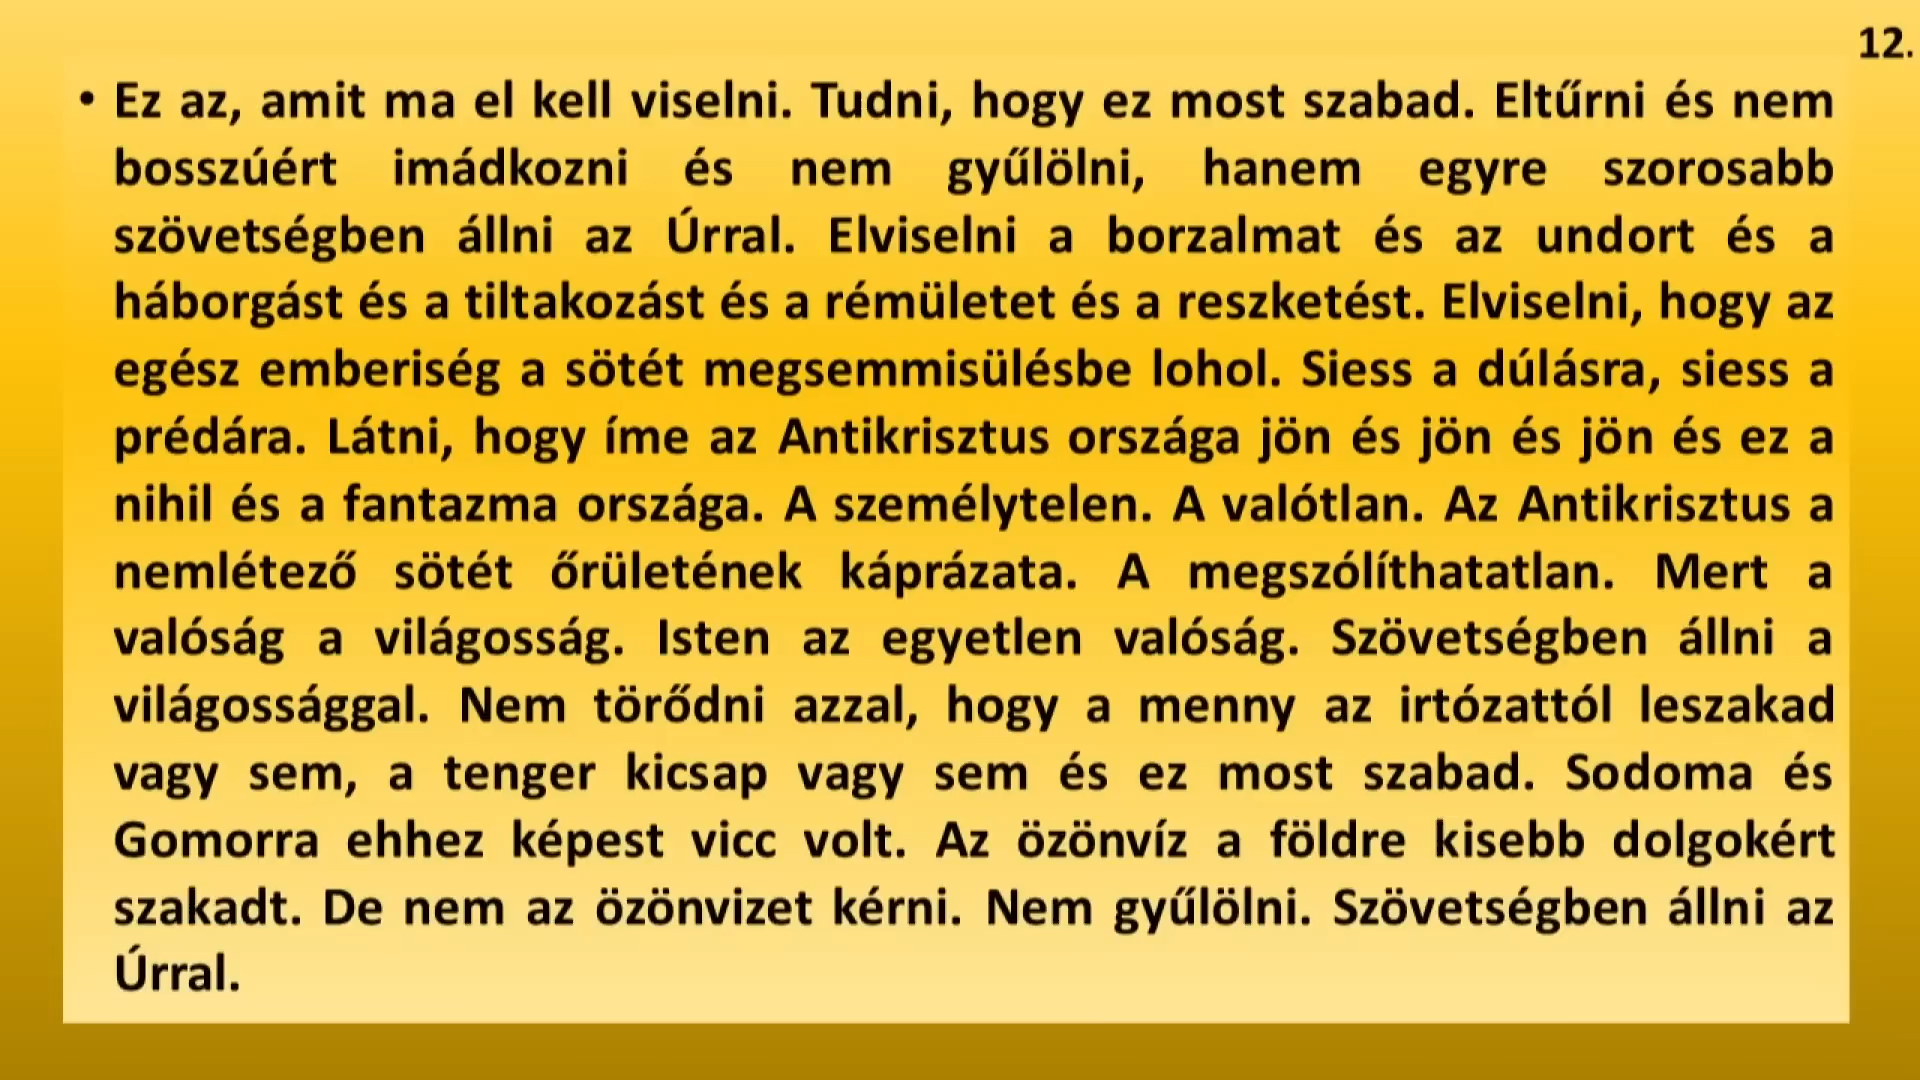 12.
• Ez az, amit ma el kell viselni. Tudni, hogy ez most szabad. Eltűrni és nem
bosszúért imádkozni és nem gyűlölni, hanem egyre szorosabb
szövetségben állni az Úrral. Elviselni a borzalmat és az undort és a
háborgást és a tiltakozást és a rémületet és a reszketést. Elviselni, hogy az
egész emberiség a sötét megsemmisülésbe lohol. Siess a dúlásra, siess a
prédára. Látni, hogy íme az Antikrisztus országa jön és jön és jön és ez a
nihil és a fantazma országa. A személytelen. A valótlan. Az Antikrisztus a
nemlétező sötét őrületének káprázata. A megszólíthatatlan. Mert a
valóság a világosság. Isten az egyetlen valóság. Szövetségben állni a
világossággal. Nem törődni azzal, hogy a menny az irtózattól leszakad
vagy sem, a tenger kicsap vagy sem és ez most szabad. Sodoma és
Gomorra ehhez képest vicc volt. Az özönvíz a földre kisebb dolgokért
szakadt. De nem az özönvizet kérni. Nem gyűlölni. Szövetségben állni az
Úrral.